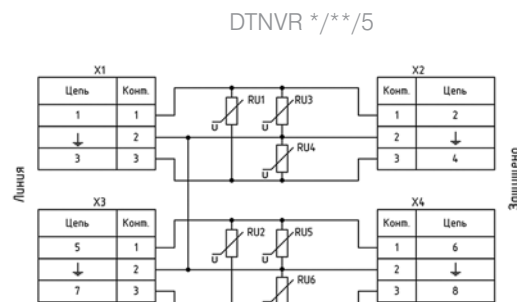 DTNVR */**/5
X1 X2
Цепь Конт. Конт. Цепь
1 1 RU1 RU3 1 2
2 U U 2
3 3 RU4 3 4
U
Линия Защищено
X3 X4
Цепь Конт. Конт. Цепь
5 1 RU2 RU5 1 6
2 U U 2
7 3 RU6 3 8
U